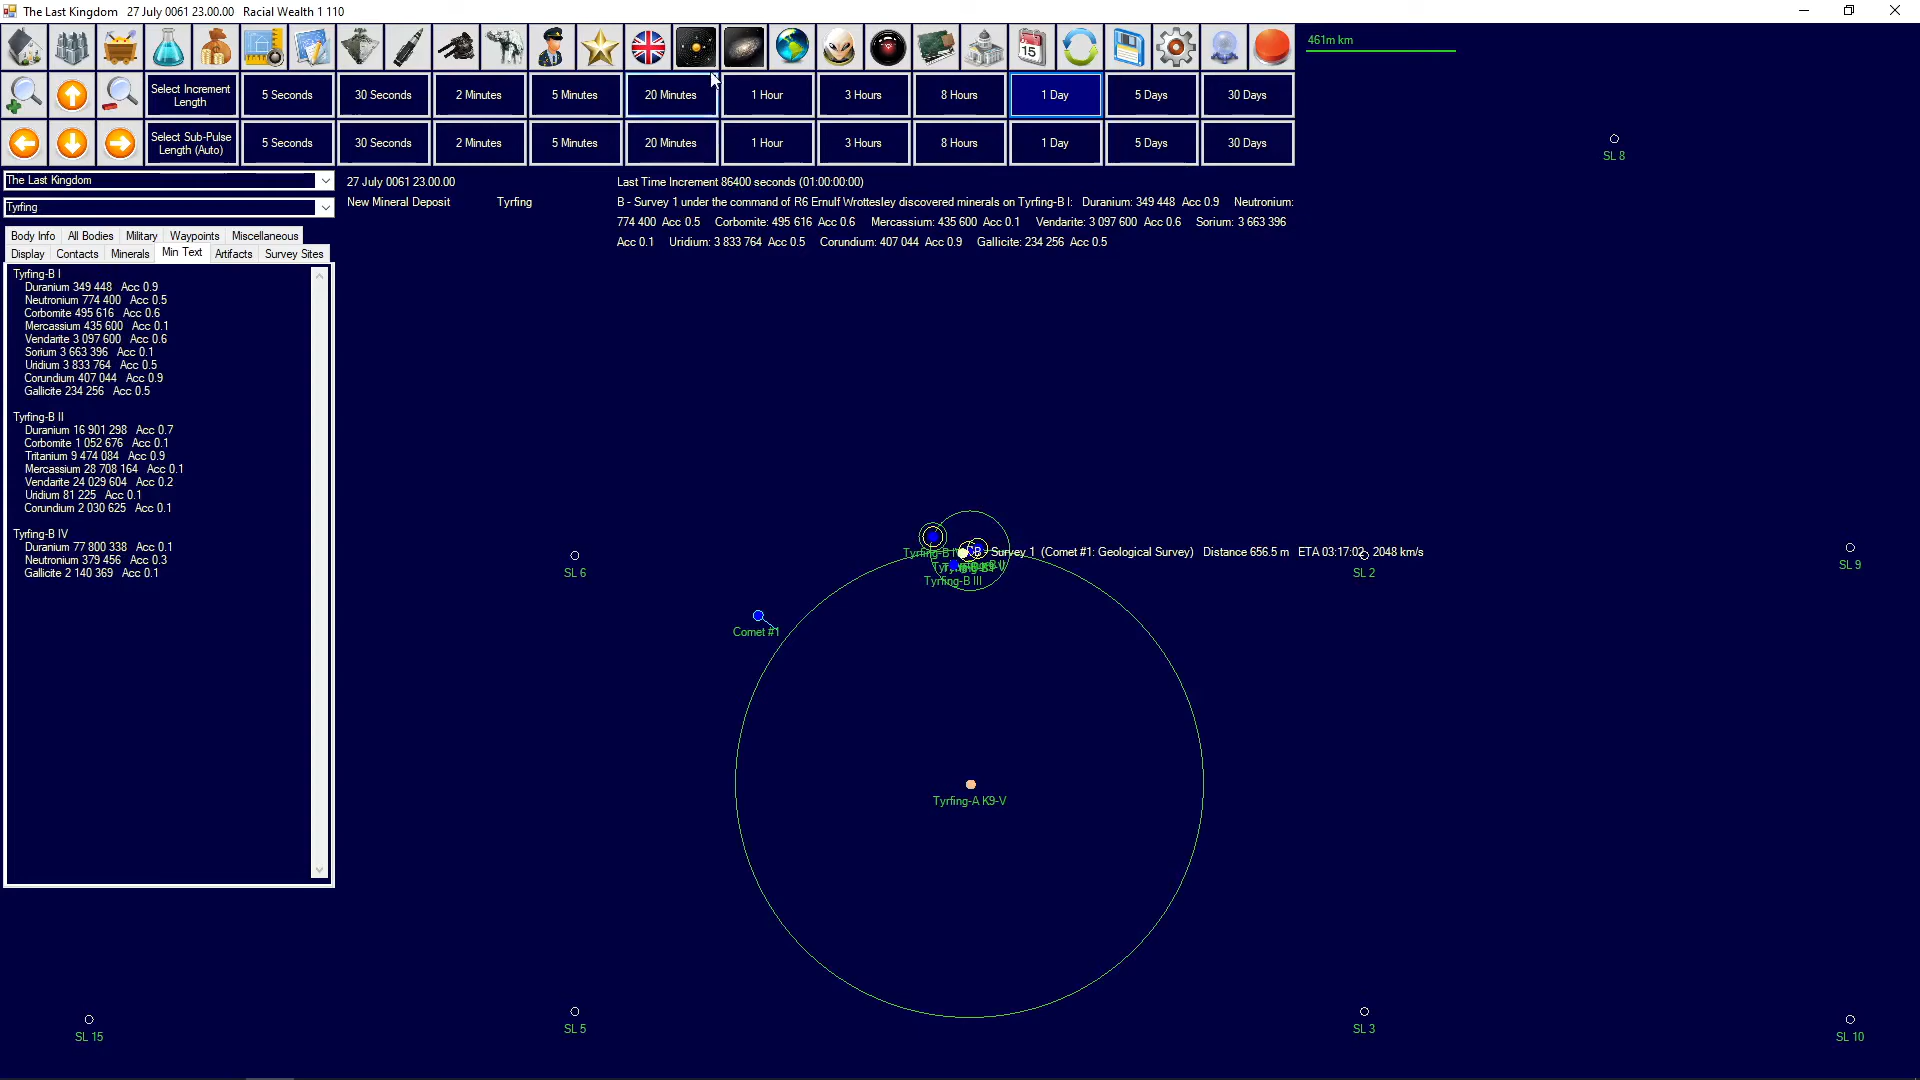 The Last Kingdom   27 July 0061 23.00.00   Racial Wealth 1 110
461m km
Select Increment Length
5 Seconds
30 Seconds
2 Minutes
5 Minutes
20 Minutes
1 Hour
3 Hours
8 Hours
1 Day
5 Days
30 Days
Select Sub-Pulse Length (Auto)
5 Seconds
30 Seconds
2 Minutes
5 Minutes
20 Minutes
1 Hour
3 Hours
8 Hours
1 Day
5 Days
30 Days
The Last Kingdom
Tyrfing
27 July 0061 23.00.00
Last Time Increment 86400 seconds (01:00:00:00)
New Mineral Deposit
Tyrfing
B - Survey 1 under the command of R6 Ernulf Wrottesley discovered minerals on Tyrfing-B I:   Duranium: 349 448  Acc 0.9   Neutronium:
774 400  Acc 0.5   Corbomite: 495 616  Acc 0.6   Mercassium: 435 600  Acc 0.1   Vendarite: 3 097 600  Acc 0.6   Sorium: 3 663 396
Acc 0.1   Uridium: 3 833 764  Acc 0.5   Corundium: 407 044  Acc 0.9   Gallicite: 234 256  Acc 0.5
Body Info
All Bodies
Military
Waypoints
Miscellaneous
Display
Contacts
Minerals
Min Text
Artifacts
Survey Sites
Tyrfing-B I
Duranium 349 448   Acc 0.9
Neutronium 774 400   Acc 0.5
Corbomite 495 616   Acc 0.6
Mercassium 435 600   Acc 0.1
Vendarite 3 097 600   Acc 0.6
Sorium 3 663 396   Acc 0.1
Uridium 3 833 764   Acc 0.5
Corundium 407 044   Acc 0.9
Gallicite 234 256   Acc 0.5
Tyrfing-B II
Duranium 16 901 298   Acc 0.7
Corbomite 1 052 676   Acc 0.1
Tritanium 9 474 084   Acc 0.9
Mercassium 28 708 164   Acc 0.1
Vendarite 24 029 604   Acc 0.2
Uridium 81 225   Acc 0.1
Corundium 2 030 625   Acc 0.1
Tyrfing-B IV
Duranium 77 800 338   Acc 0.1
Neutronium 379 456   Acc 0.3
Gallicite 2 140 369   Acc 0.1
15
SL 8
SL 6
B - Survey 1  (Comet #1: Geological Survey)   Distance 656.5 m   ETA 03:17:02   2048 km/s
SL 2
SL 9
Tyrfing-B III
Comet #1
Tyrfing-A K9-V
SL 15
SL 5
SL 3
SL 10